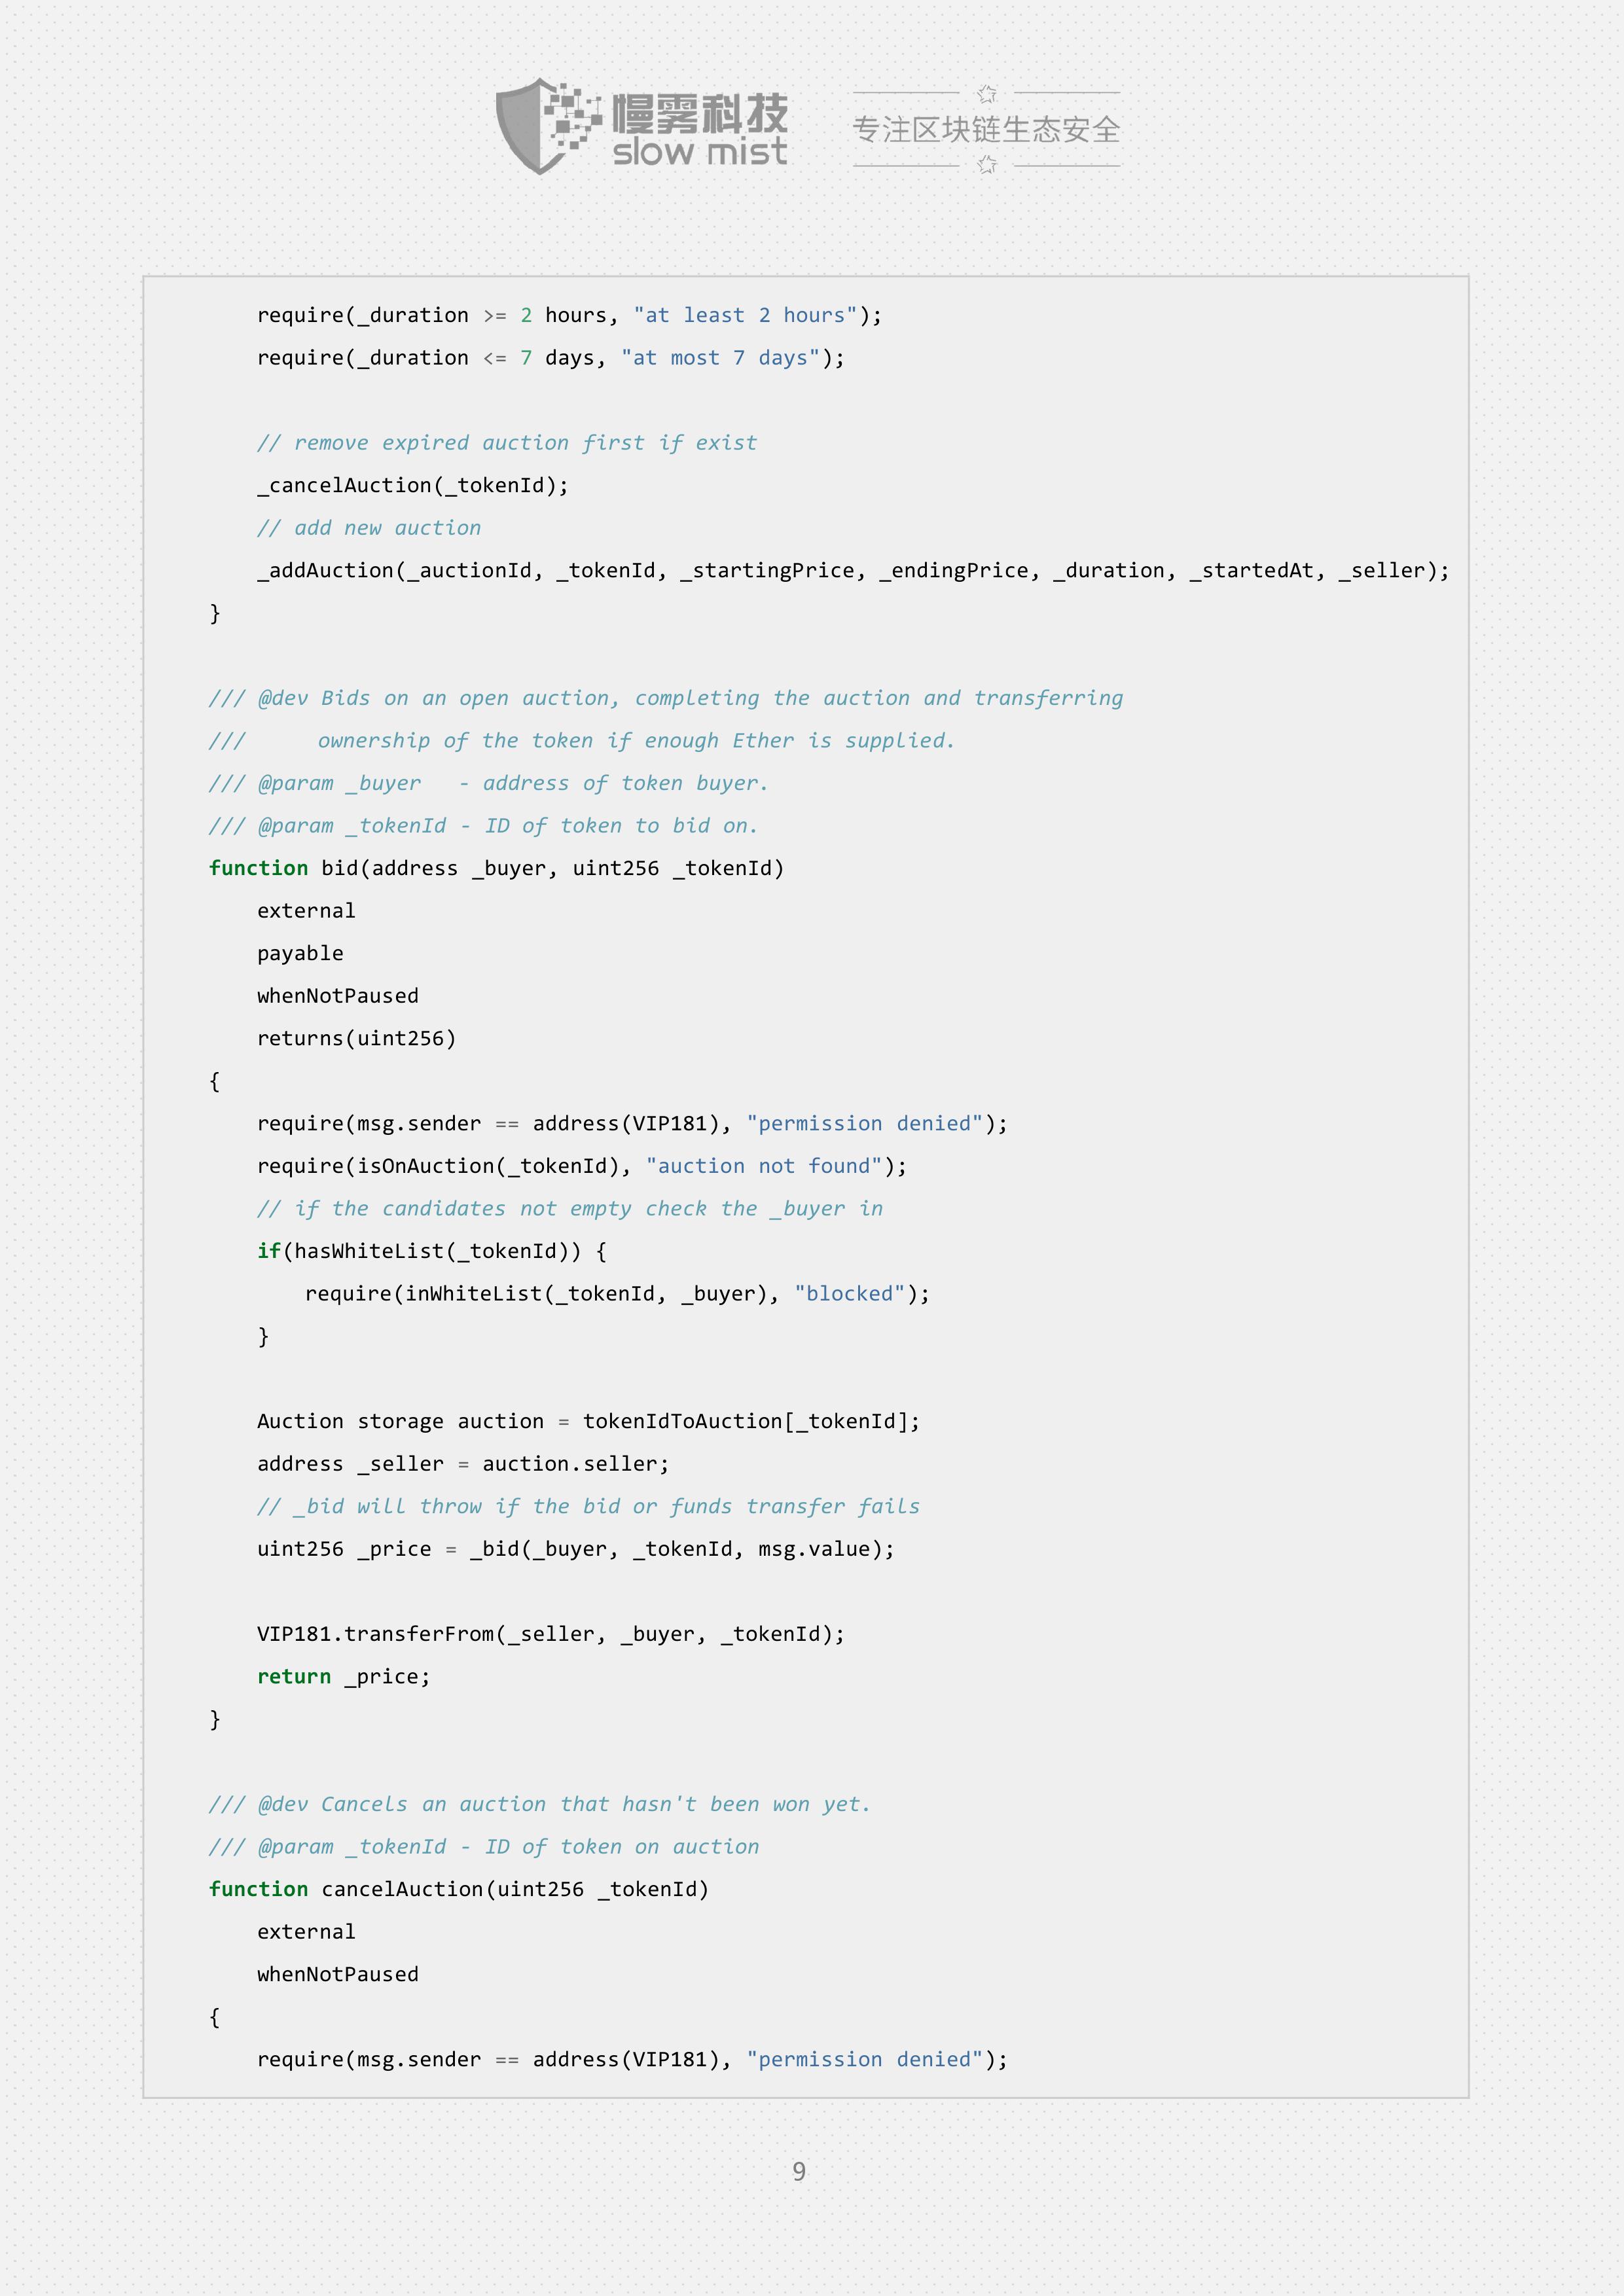 慢雾科技
slow mist
专注区块链生态安全
require(_duration >= 2 hours, "at least 2 hours");
require(_duration <= 7 days, "at most 7 days");
// remove expired auction first if exist
_cancelAuction(_tokenId);
// add new auction
_addAuction(_auctionId, _tokenId, _startingPrice, _endingPrice, _duration, _startedAt, _seller);
}
/// @dev Bids on an open auction, completing the auction and transferring
///      ownership of the token if enough Ether is supplied.
/// @param _buyer   - address of token buyer.
/// @param _tokenId - ID of token to bid on.
function bid(address _buyer, uint256 _tokenId)
external
payable
whenNotPaused
returns(uint256)
{
require(msg.sender == address(VIP181), "permission denied");
require(isOnAuction(_tokenId), "auction not found");
// if the candidates not empty check the _buyer in
if(hasWhiteList(_tokenId)) {
require(inWhiteList(_tokenId, _buyer), "blocked");
}
Auction storage auction = tokenIdToAuction[_tokenId];
address _seller = auction.seller;
// _bid will throw if the bid or funds transfer fails
uint256 _price = _bid(_buyer, _tokenId, msg.value);
VIP181.transferFrom(_seller, _buyer, _tokenId);
return _price;
}
/// @dev Cancels an auction that hasn't been won yet.
/// @param _tokenId - ID of token on auction
function cancelAuction(uint256 _tokenId)
external
whenNotPaused
{
require(msg.sender == address(VIP181), "permission denied");
9